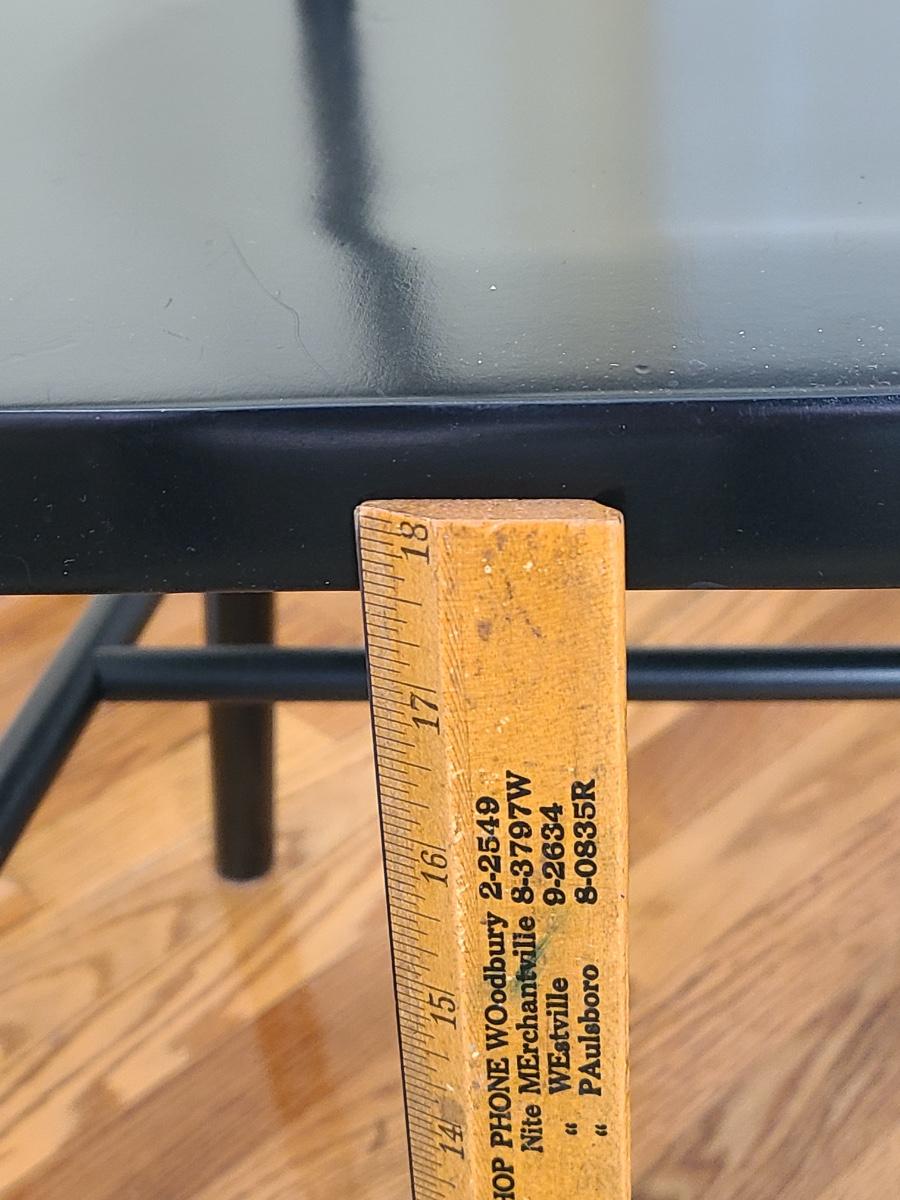 18
17
16
15
14
HOP PHONE WOodbury 2-2549
Nite MErchantville 8-3797W
“ WEstville 9-2634
“ PAulsboro 8-0835R